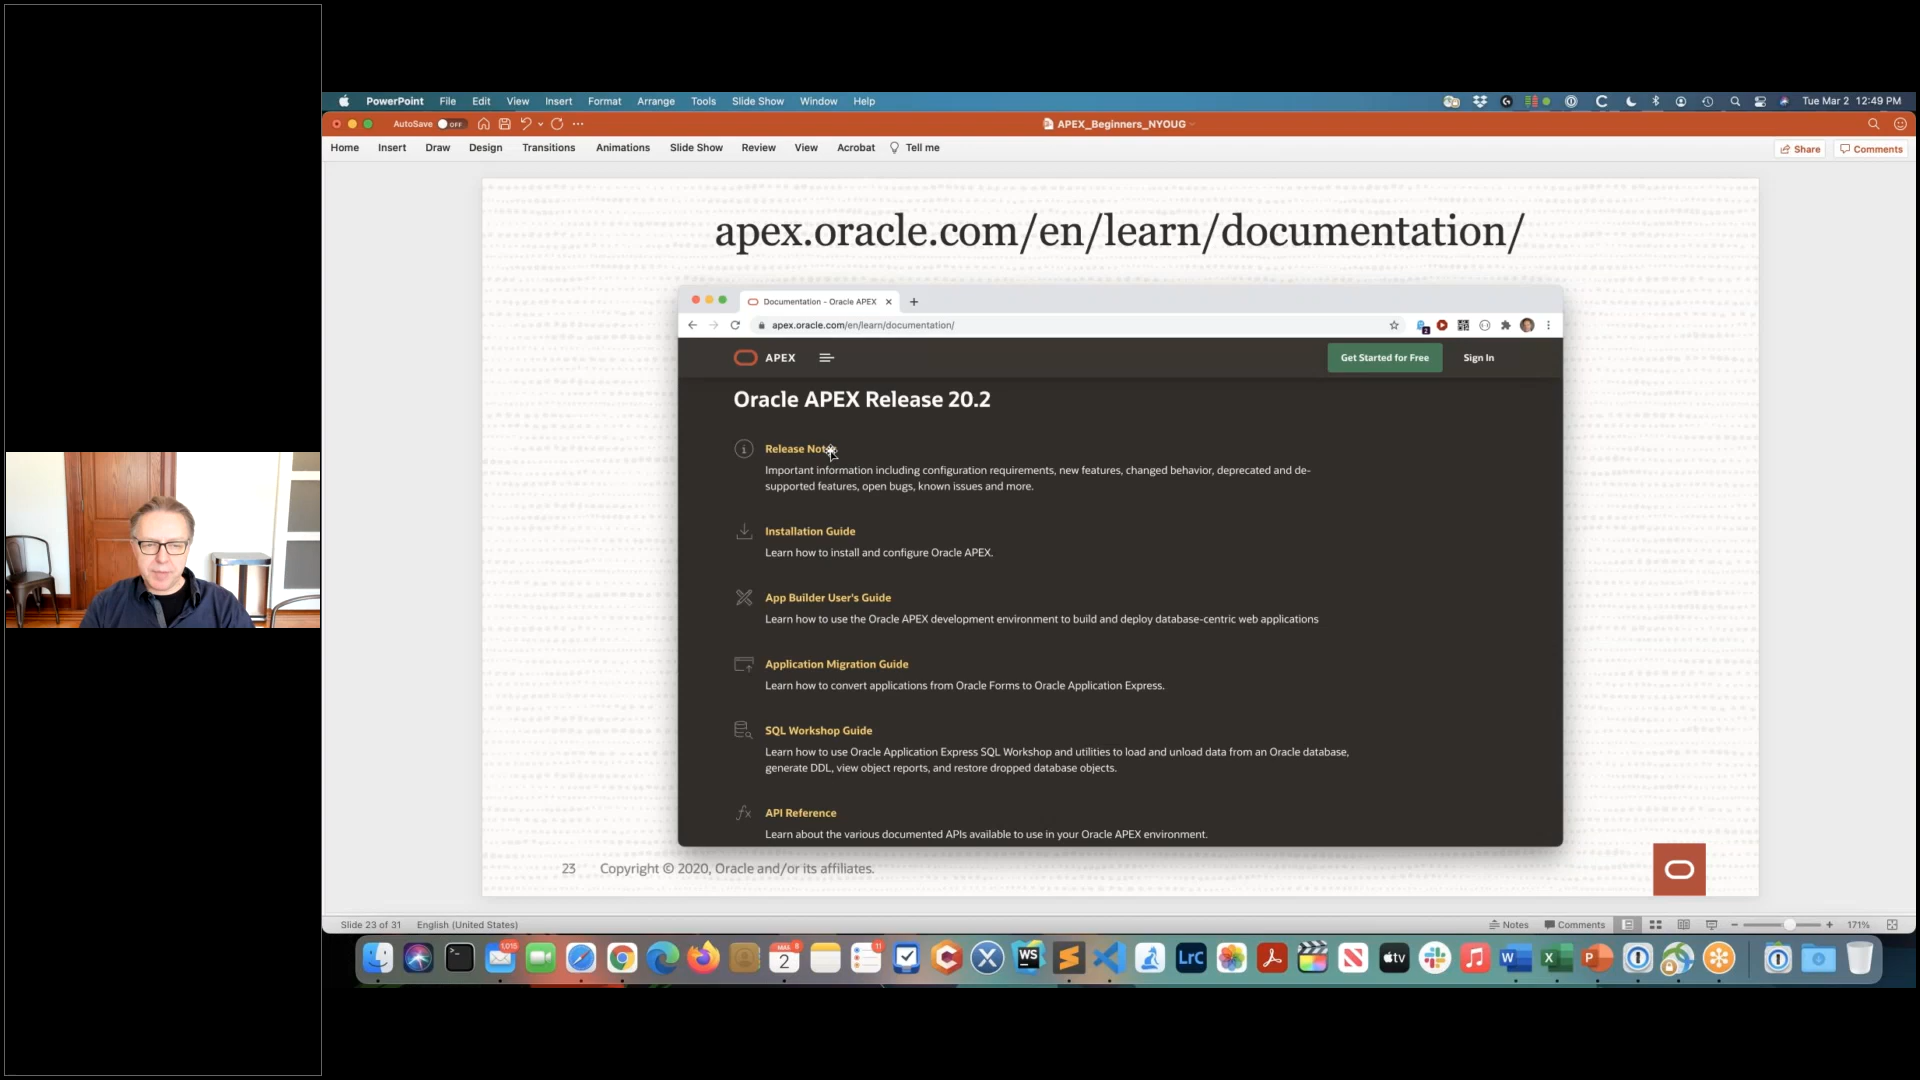 PowerPoint File Edit View Insert Format Arrange Tools Slide Show Window Help
Tue Mar 2 12:49 PM
AutoSave OFF
APEX_Beginners_NYOUG
Home Insert Draw Design Transitions Animations Slide Show Review View Acrobat Tell me
Share Comments
apex.oracle.com/en/learn/documentation/
Documentation - Oracle APEX
apex.oracle.com/en/learn/documentation/
APEX
Get Started for Free Sign In
Oracle APEX Release 20.2
Release
Important information including configuration requirements, new features, changed behavior, deprecated and de-
supported features, open bugs, known issues and more.
Installation Guide
Learn how to install and configure Oracle APEX.
App Builder User's Guide
Learn how to use the Oracle APEX development environment to build and deploy database-centric web applications
Application Migration Guide
Learn how to convert applications from Oracle Forms to Oracle Application Express.
SQL Workshop Guide
Learn how to use Oracle Application Express SQL Workshop and utilities to load and unload data from an Oracle database,
generate DDL, view object reports, and restore dropped database objects.
API Reference
Learn about the various documented APIs available to use in your Oracle APEX environment.
23 Copyright © 2020, Oracle and/or its affiliates.
Slide 23 of 31 English (United States)
Notes Comments 171%
1,015
MAR 2
11
WS
LrC
tv
W X P